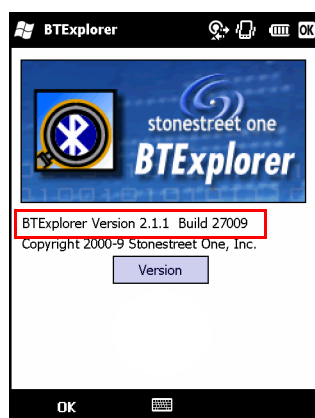 BTExplorer
OK
stonestreet one
BTExplorer
BTExplorer Version 2.1.1 Build 27009
Copyright 2000-9 Stonestreet One, Inc.
Version
OK